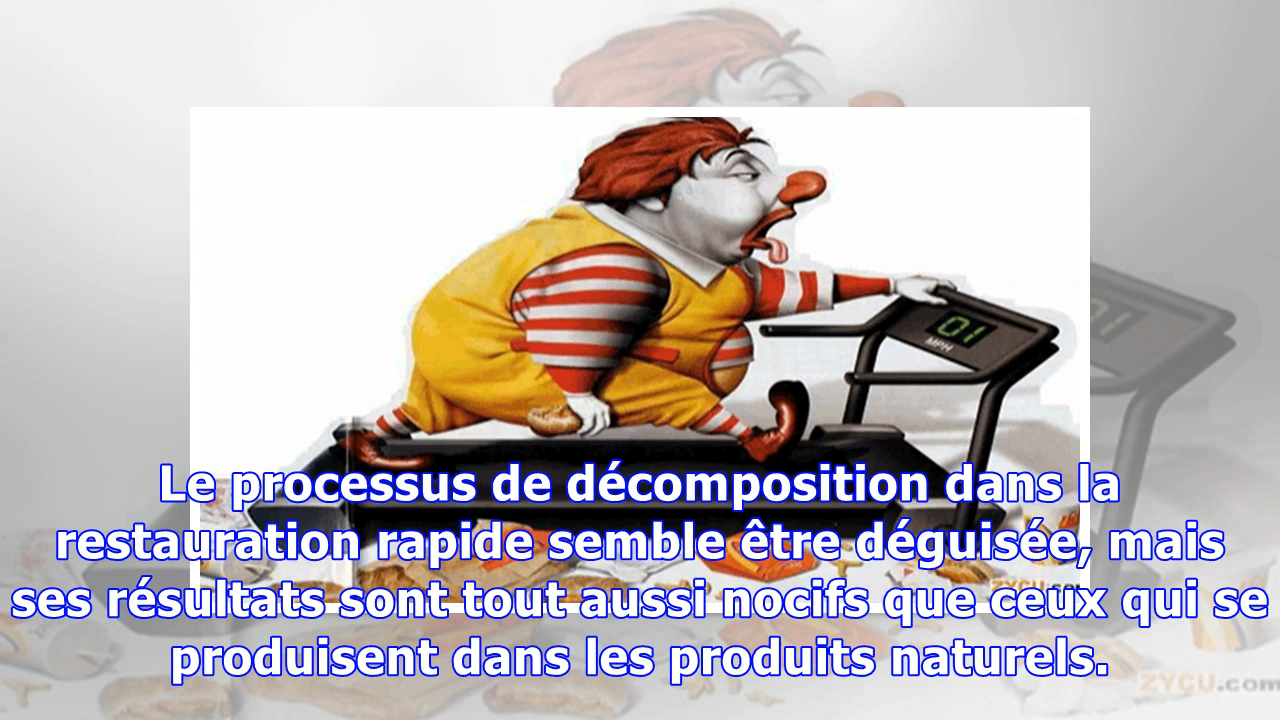 01
MPH
Le processus de décomposition dans la
restauration rapide semble être déguisée, mais
ses résultats sont tout aussi nocifs que ceux qui se
produisent dans les produits naturels.
ZYCU.com